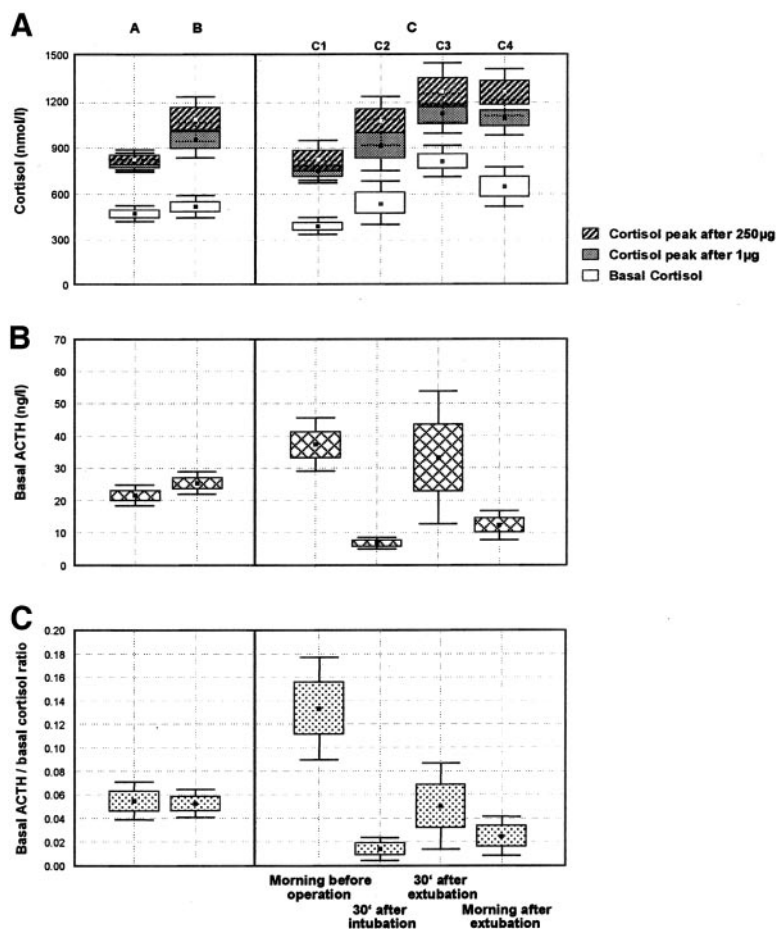 A
A B C
C1 C2 C3 C4
1500
1200
900
600
300
0
Cortisol (nmol/l)
Cortisol peak after 250µg
Cortisol peak after 1µg
Basal Cortisol
B
70
60
50
40
30
20
10
0
Basal ACTH (ng/l)
C
0.20
0.18
0.16
0.14
0.12
0.10
0.08
0.06
0.04
0.02
0.00
Basal ACTH / basal cortisol ratio
Morning before
operation
30' after
intubation
30' after
extubation
Morning after
extubation